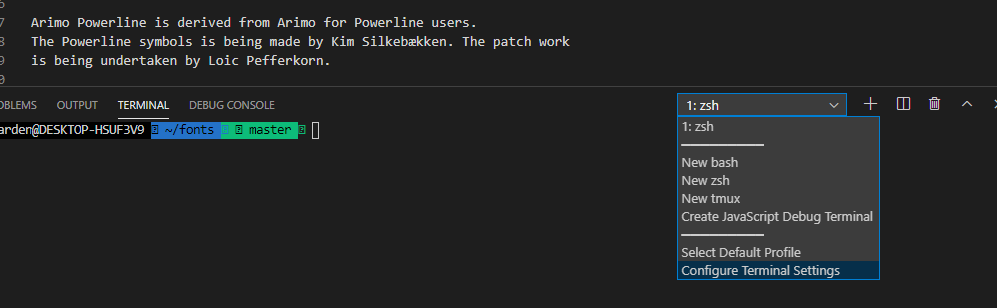 7 Arimo Powerline is derived from Arimo for Powerline users.
8 The Powerline symbols is being made by Kim Silkebækken. The patch work
9 is being undertaken by Loic Pefferkorn.
OBLEMS OUTPUT TERMINAL DEBUG CONSOLE 1: zsh
arden@DESKTOP-HSUF3V9 ~/fonts master
1: zsh
New bash
New zsh
New tmux
Create JavaScript Debug Terminal
Select Default Profile
Configure Terminal Settings